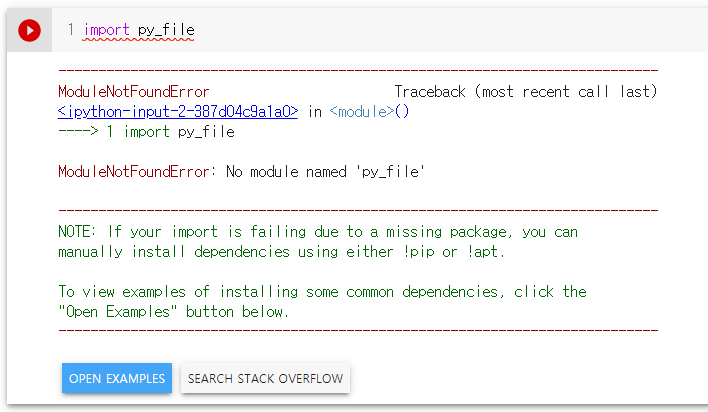 1 import py_file
---------------------------------------------------------------------------
ModuleNotFoundError                       Traceback (most recent call last)
<ipython-input-2-387d04c9a1a0> in <module>()
----> 1 import py_file

ModuleNotFoundError: No module named 'py_file'

---------------------------------------------------------------------------
NOTE: If your import is failing due to a missing package, you can
manually install dependencies using either !pip or !apt.

To view examples of installing some common dependencies, click the
"Open Examples" button below.
---------------------------------------------------------------------------
OPEN EXAMPLES SEARCH STACK OVERFLOW